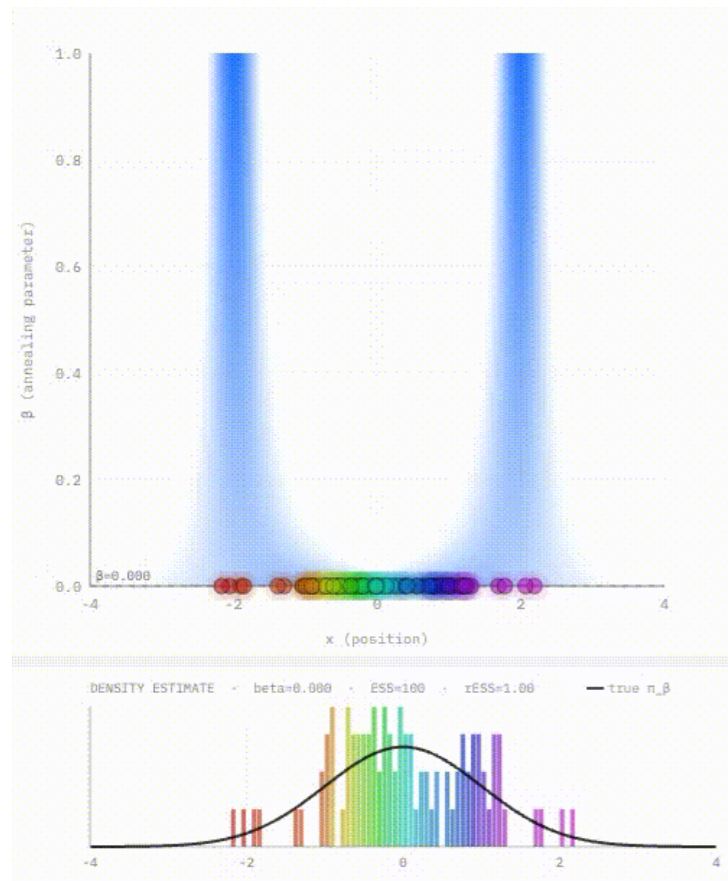 1.0
0.8
0.6
0.4
0.2
0.0
β (annealing parameter)
β=0.000
-4 -2 0 2 4
x (position)
DENSITY ESTIMATE · beta=0.000 · ESS=100 · rESS=1.00 true π_β
-4 -2 0 2 4